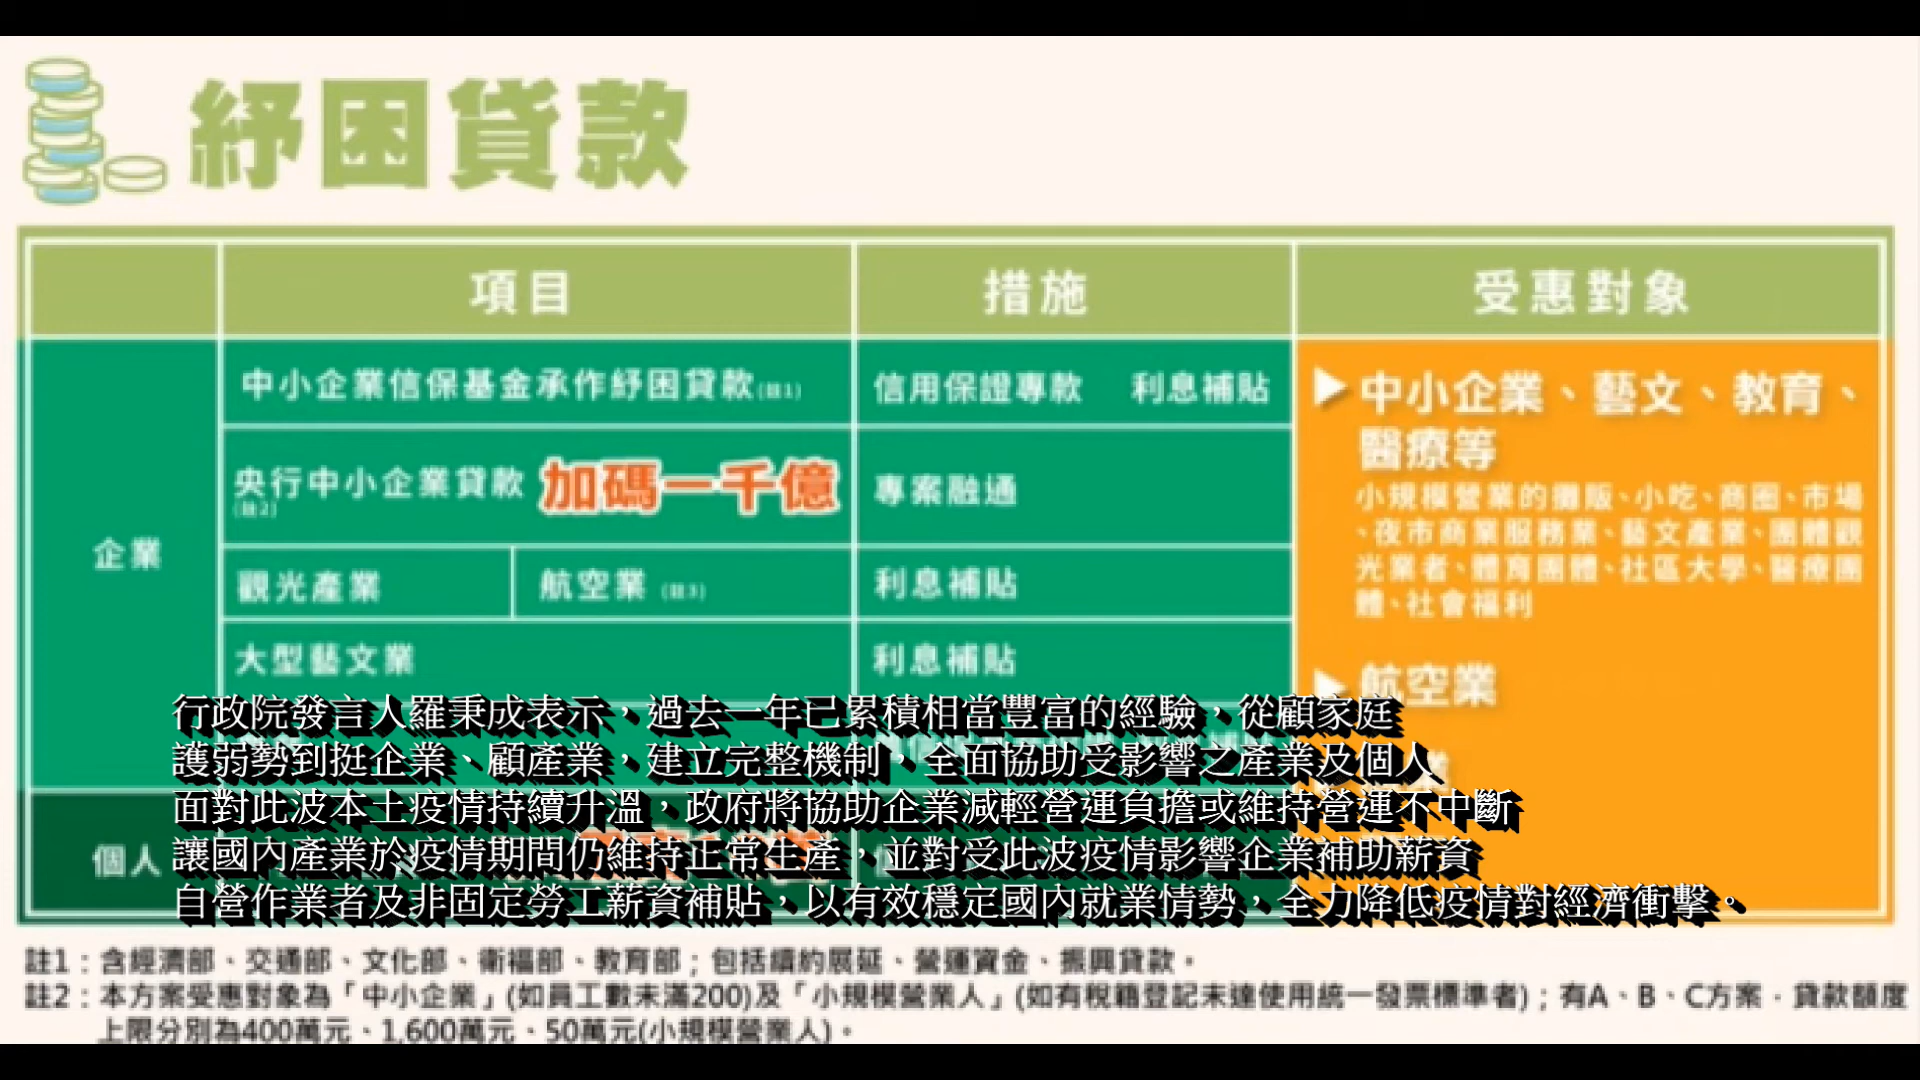 紓困貸款
項目
措施
受惠對象
企業
中小企業信保基金承作紓困貸款(註1)
信用保證專款 利息補貼
央行中小企業貸款 加碼一千億
(註2)
專案融通
觀光產業
航空業 (註3)
利息補貼
大型藝文業
利息補貼
個人
▶中小企業、藝文、教育、
醫療等
小規模營業的攤販、小吃、商圈、市場
、夜市商業服務業、藝文產業、團體觀
光業者、體育團體、社區大學、醫療團
體、社會福利
▶航空業
行政院發言人羅秉成表示，過去一年已累積相當豐富的經驗，從顧家庭
護弱勢到挺企業、顧產業，建立完整機制，全面協助受影響之產業及個人
面對此波本土疫情持續升溫，政府將協助企業減輕營運負擔或維持營運不中斷
讓國內產業於疫情期間仍維持正常生產，並對受此波疫情影響企業補助薪資
自營作業者及非固定勞工薪資補貼，以有效穩定國內就業情勢，全力降低疫情對經濟衝擊。
註1：含經濟部、交通部、文化部、衛福部、教育部；包括續約展延、營運資金、振興貸款。
註2：本方案受惠對象為「中小企業」(如員工數未滿200)及「小規模營業人」(如有稅籍登記未達使用統一發票標準者)；有A、B、C方案，貸款額度
上限分別為400萬元、1,600萬元、50萬元(小規模營業人)。